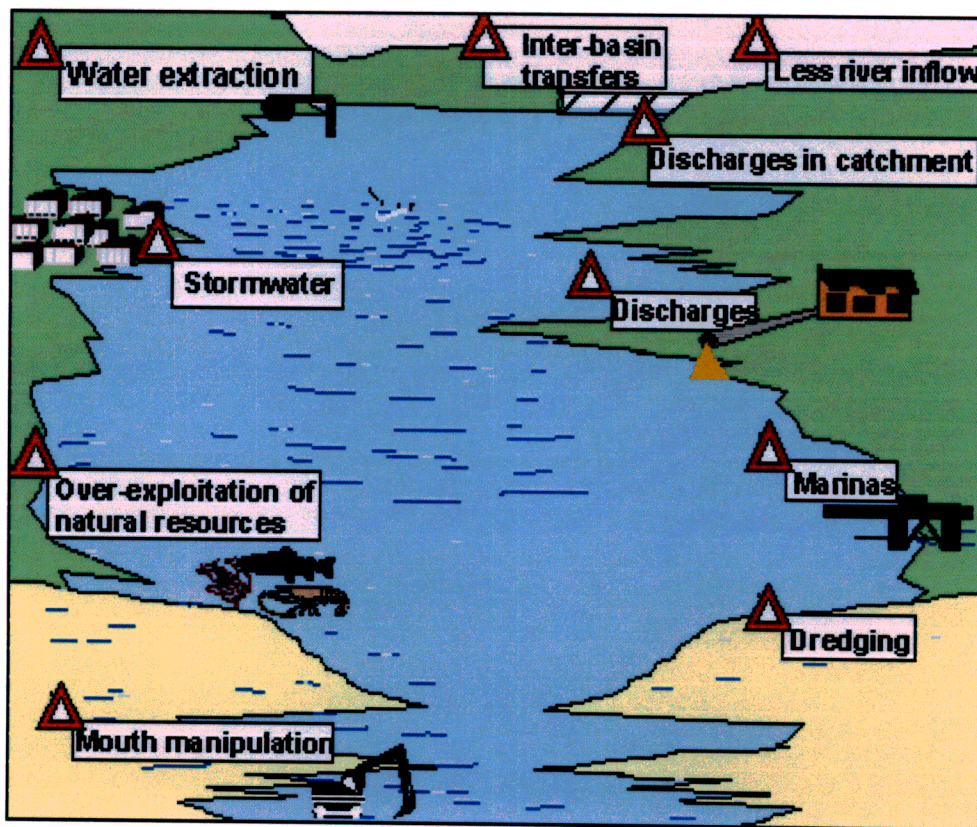 Water extraction
Inter-basin
transfers
Less river inflow
Discharges in catchment
Stormwater
Discharges
Over-exploitation of
natural resources
Marinas
Dredging
Mouth manipulation